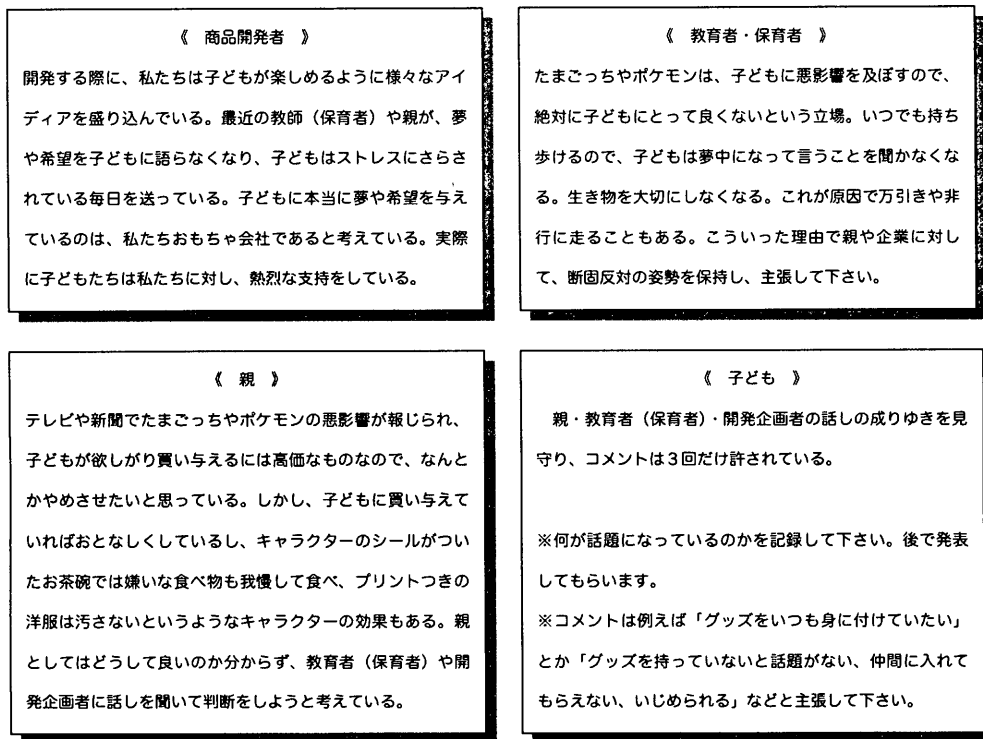 《　商品開発者　》
開発する際に、私たちは子どもが楽しめるように様々なアイ
ディアを盛り込んでいる。最近の教師（保育者）や親が、夢
や希望を子どもに語らなくなり、子どもはストレスにさらさ
れている毎日を送っている。子どもに本当に夢や希望を与え
ているのは、私たちおもちゃ会社であると考えている。実際
に子どもたちは私たちに対し、熱烈な支持をしている。
《　教育者・保育者　》
たまごっちやポケモンは、子どもに悪影響を及ぼすので、
絶対に子どもにとって良くないという立場。いつでも持ち
歩けるので、子どもは夢中になって言うことを聞かなくな
る。生き物を大切にしなくなる。これが原因で万引きや非
行に走ることもある。こういった理由で親や企業に対し
て、断固反対の姿勢を保持し、主張して下さい。
《　親　》
テレビや新聞でたまごっちやポケモンの悪影響が報じられ、
子どもが欲しがり買い与えるには高価なものなので、なんと
かやめさせたいと思っている。しかし、子どもに買い与えて
いればおとなしくしているし、キャラクターのシールがつい
たお茶碗では嫌いな食べ物も我慢して食べ、プリントつきの
洋服は汚さないというようなキャラクターの効果もある。親
としてはどうして良いのか分からず、教育者（保育者）や開
発企画者に話しを聞いて判断をしようと考えている。
《　子ども　》
親・教育者（保育者）・開発企画者の話しの成りゆきを見
守り、コメントは３回だけ許されている。
※何が話題になっているのかを記録して下さい。後で発表
してもらいます。
※コメントは例えば「グッズをいつも身に付けていたい」
とか「グッズを持っていないと話題がない、仲間に入れて
もらえない、いじめられる」などと主張して下さい。